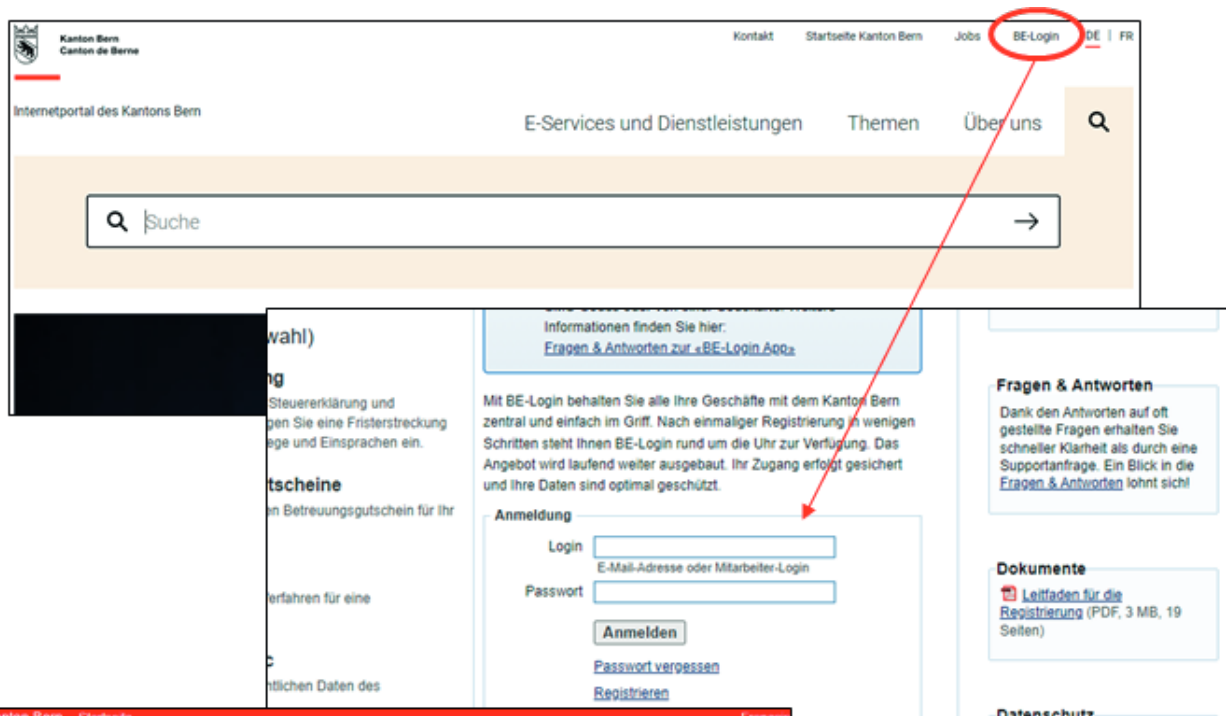 Kanton Bern
Canton de Berne
Kontakt Startseite Kanton Bern Jobs BE-Login DE | FR
Internetportal des Kantons Bern
E-Services und Dienstleistungen Themen Über uns
Suche
wahl)
ng
Steuererklärung und
gen Sie eine Fristerstreckung
ege und Einsprachen ein.
tscheine
en Betreuungsgutschein für Ihr
erfahren für eine
c
ntlichen Daten des
Informationen finden Sie hier:
Fragen & Antworten zur «BE-Login App»
Mit BE-Login behalten Sie alle Ihre Geschäfte mit dem Kanton Bern
zentral und einfach im Griff. Nach einmaliger Registrierung in wenigen
Schritten steht Ihnen BE-Login rund um die Uhr zur Verfügung. Das
Angebot wird laufend weiter ausgebaut. Ihr Zugang erfolgt gesichert
und Ihre Daten sind optimal geschützt.
Anmeldung
Login
E-Mail-Adresse oder Mitarbeiter-Login
Passwort
Anmelden
Passwort vergessen
Registrieren
Fragen & Antworten
Dank den Antworten auf oft
gestellte Fragen erhalten Sie
schneller Klarheit als durch eine
Supportanfrage. Ein Blick in die
Fragen & Antworten lohnt sich!
Dokumente
Leitfaden für die
Registrierung (PDF, 3 MB, 19
Seiten)
Datenschutz